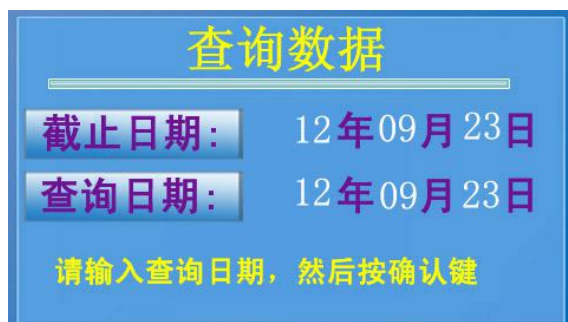 查询数据
截止日期： 12年09月23日
查询日期： 12年09月23日
请输入查询日期，然后按确认键